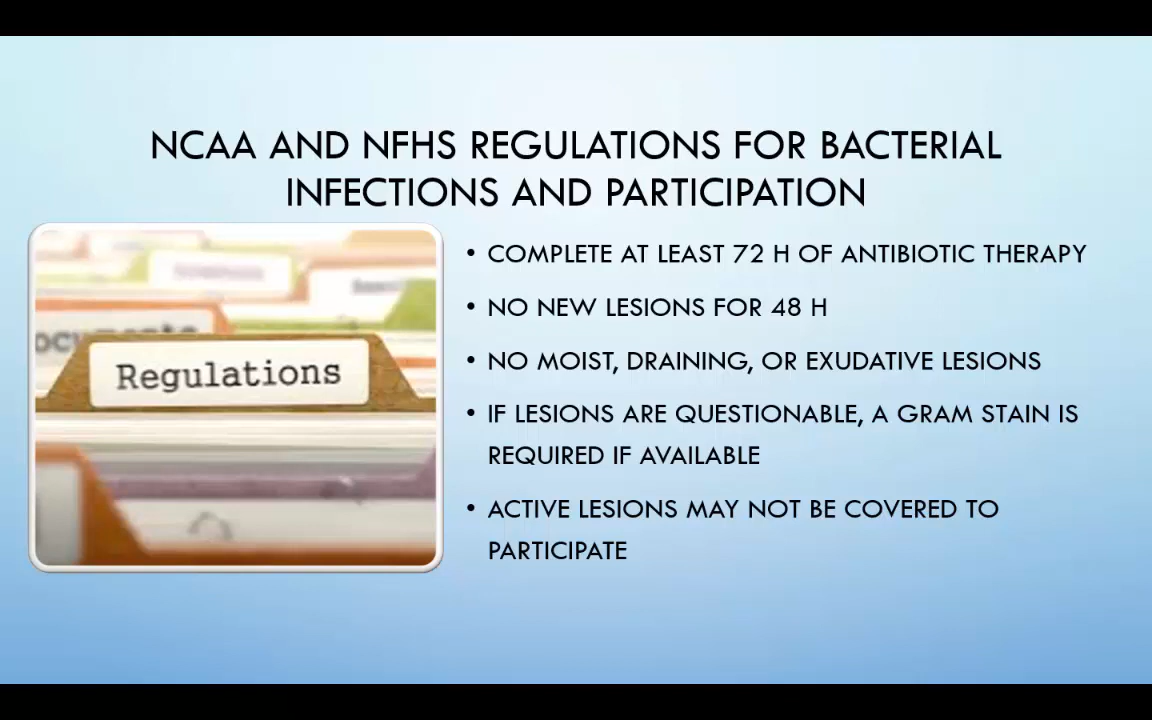 NCAA AND NFHS REGULATIONS FOR BACTERIAL
INFECTIONS AND PARTICIPATION
Regulations
• COMPLETE AT LEAST 72 H OF ANTIBIOTIC THERAPY
• NO NEW LESIONS FOR 48 H
• NO MOIST, DRAINING, OR EXUDATIVE LESIONS
• IF LESIONS ARE QUESTIONABLE, A GRAM STAIN IS
REQUIRED IF AVAILABLE
• ACTIVE LESIONS MAY NOT BE COVERED TO
PARTICIPATE